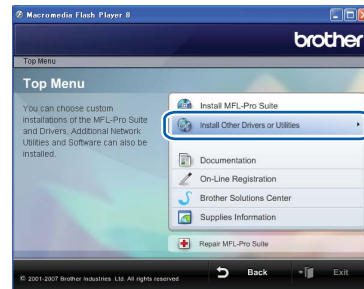 Macromedia Flash Player 8
brother
Top Menu
Top Menu
You can choose custom
installations of the MFL-Pro Suite
and Drivers, Additional Network
Utilities and Software can also be
installed.
Install MFL-Pro Suite
Install Other Drivers or Utilities
Documentation
On-Line Registration
Brother Solutions Center
Supplies Information
Repair MFL-Pro Suite
© 2001-2007 Brother Industries Ltd. All rights reserved
Back
Exit